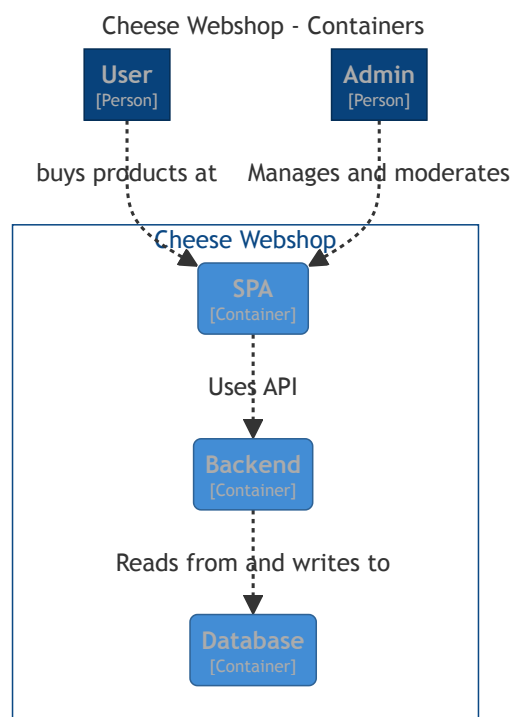 Cheese Webshop - Containers
User
[Person]
Admin
[Person]
buys products at
Manages and moderates
Cheese Webshop
SPA
[Container]
Uses API
Backend
[Container]
Reads from and writes to
Database
[Container]